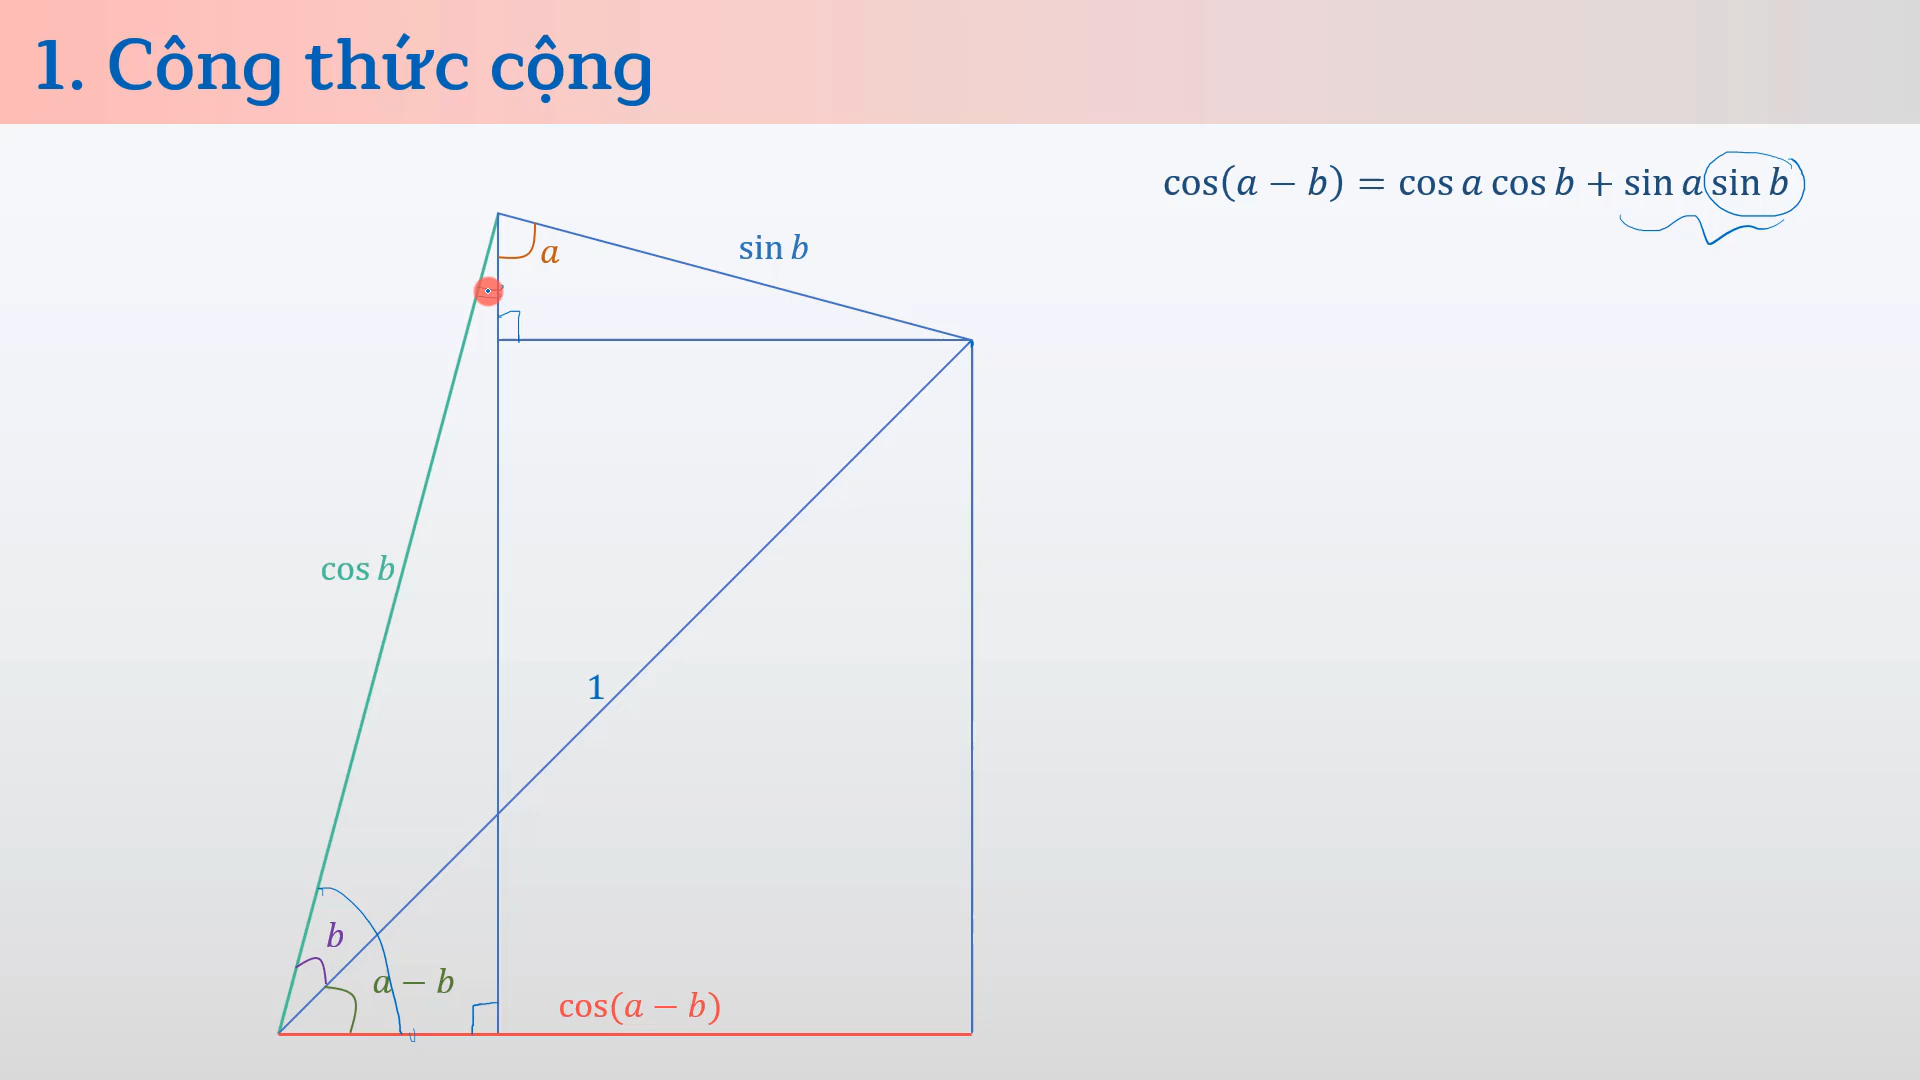 1. Công thức cộng
cos(a − b) = cos a cos b + sin a sin b
a
sin b
cos b
1
b
a − b
cos(a − b)